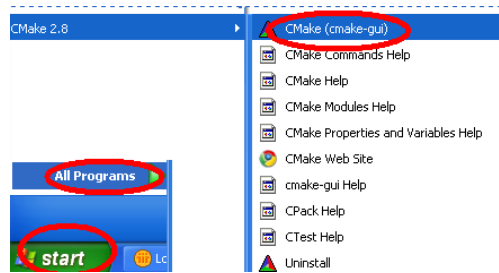 CMake 2.8
CMake (cmake-gui)
CMake Commands Help
CMake Help
CMake Modules Help
CMake Properties and Variables Help
CMake Web Site
cmake-gui Help
CPack Help
CTest Help
Uninstall
All Programs
start
Lo